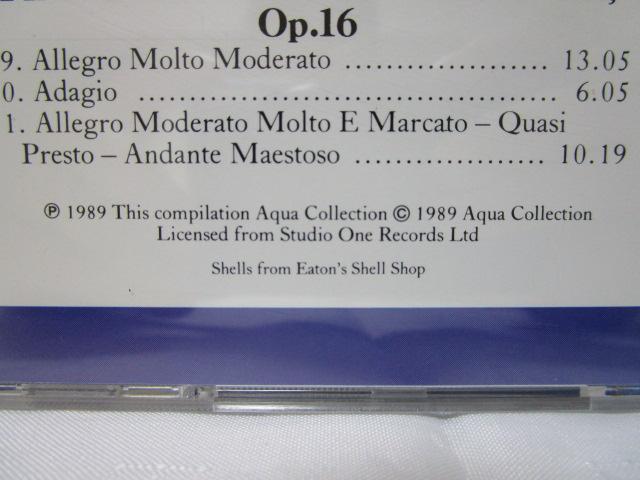 Op.16
9. Allegro Molto Moderato .................... 13.05
0. Adagio ........................................ 6.05
1. Allegro Moderato Molto E Marcato – Quasi
Presto – Andante Maestoso .................. 10.19
℗ 1989 This compilation Aqua Collection © 1989 Aqua Collection
Licensed from Studio One Records Ltd
Shells from Eaton's Shell Shop